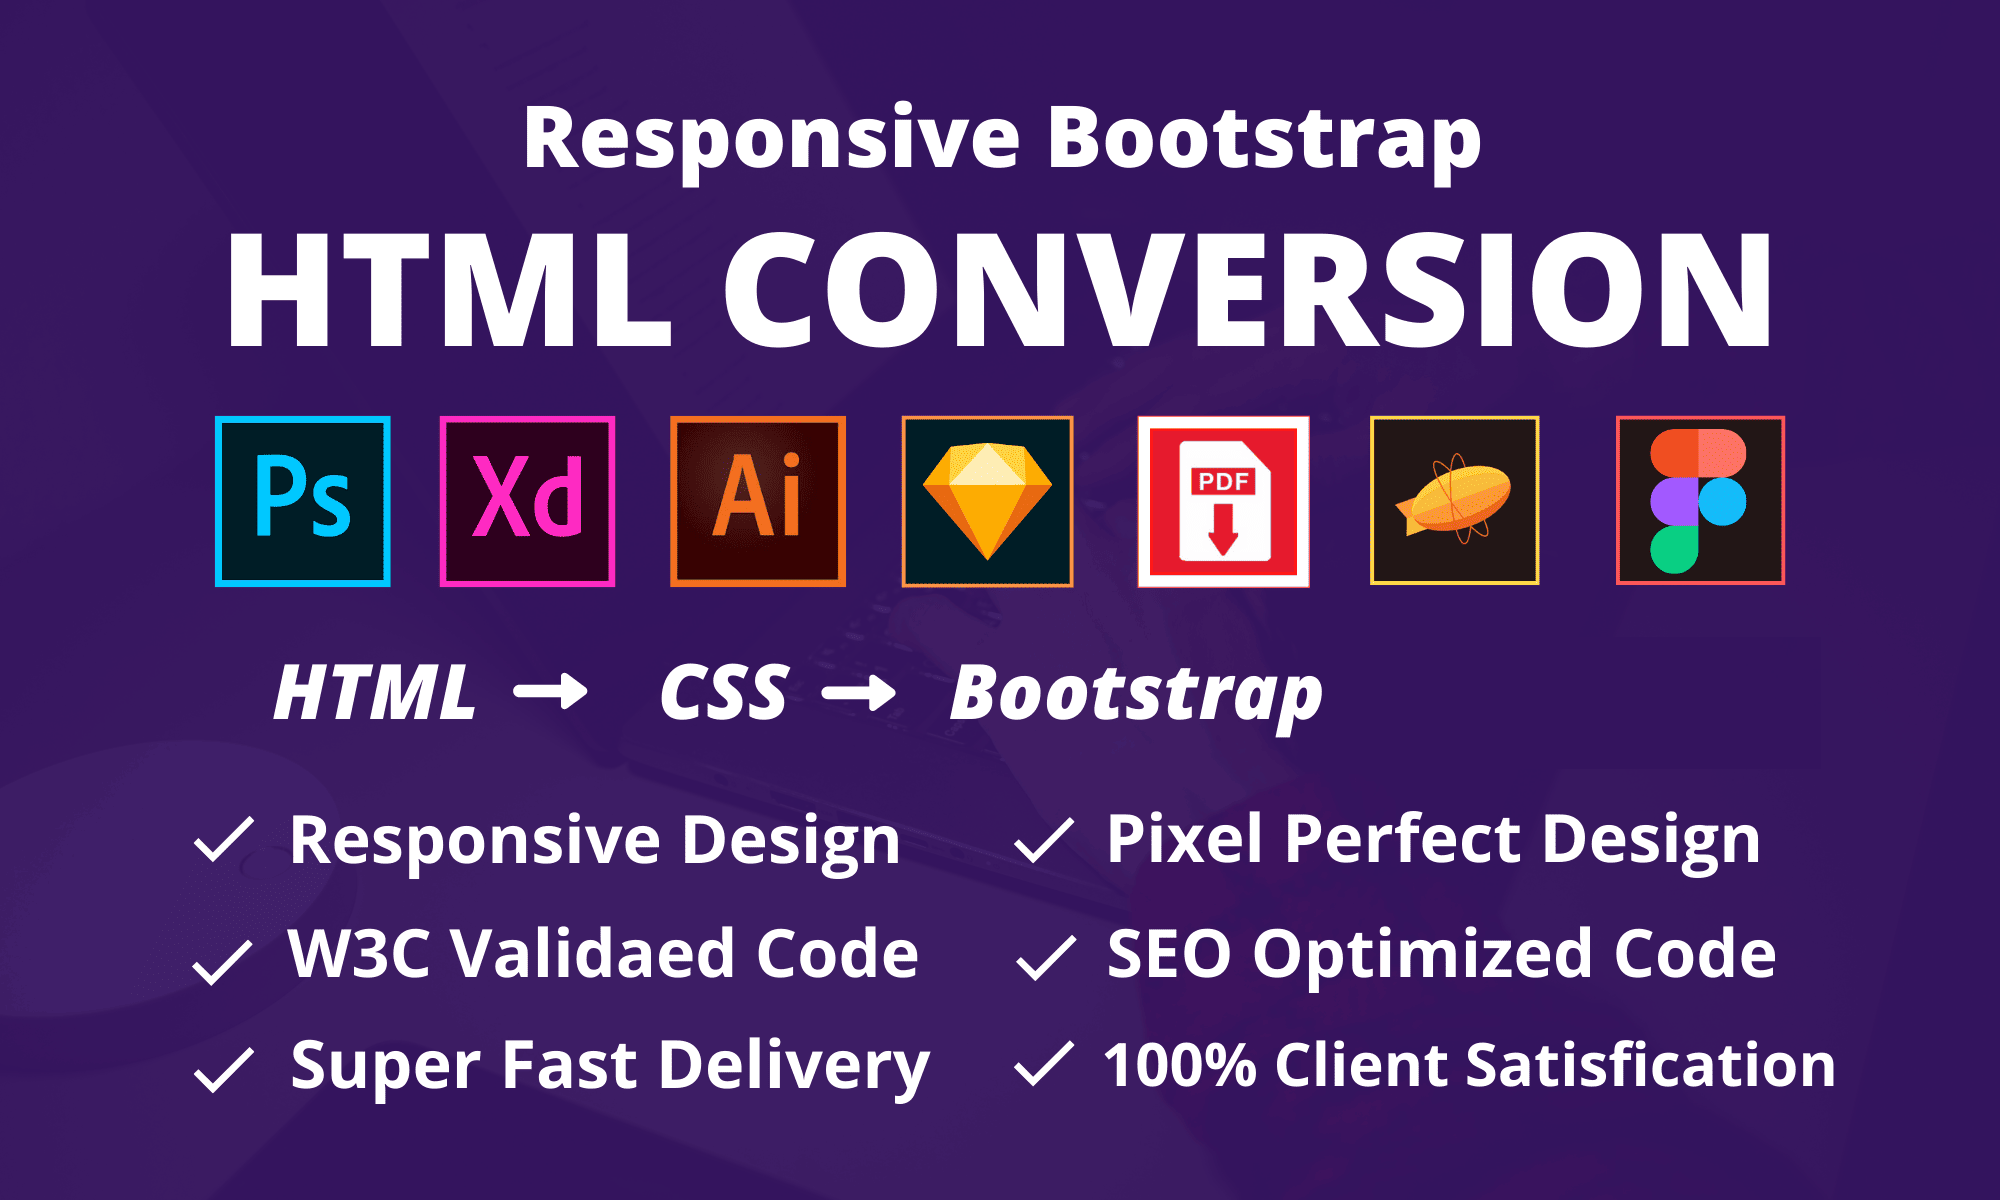 Responsive Bootstrap
HTML CONVERSION
Ps Xd Ai PDF
HTML CSS Bootstrap
Responsive Design
Pixel Perfect Design
W3C Validaed Code
SEO Optimized Code
Super Fast Delivery
100% Client Satisfication